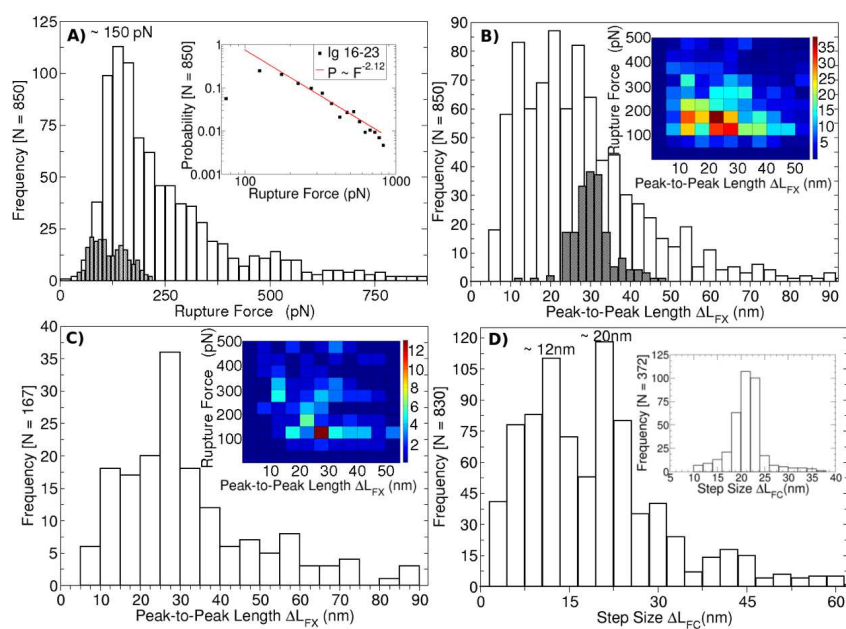 A) ~ 150 pN
Frequency [N = 850]
125
100
75
50
25
0
0 250 500 750
Rupture Force (pN)
Probability [N = 850]
1
0.1
0.01
0.001
100 1000
Rupture Force (pN)
Ig 16-23
P ~ F^-2.12
B)
Frequency [N = 850]
90
80
70
60
50
40
30
20
10
0
0 10 20 30 40 50 60 70 80 90
Peak-to-Peak Length ΔL_FX (nm)
Rupture Force (pN)
500
400
300
200
100
10 20 30 40 50
Peak-to-Peak Length ΔL_FX (nm)
35
30
25
20
15
10
5
C)
Frequency [N = 167]
40
35
30
25
20
15
10
5
0
0 10 20 30 40 50 60 70 80 90
Peak-to-Peak Length ΔL_FX (nm)
Rupture Force (pN)
500
400
300
200
100
10 20 30 40 50
Peak-to-Peak Length ΔL_FX (nm)
12
10
8
6
4
2
D) ~ 12nm ~ 20nm
Frequency [N = 830]
120
105
90
75
60
45
30
15
0
0 15 30 45 60
Step Size ΔL_FC(nm)
Frequency [N = 372]
125
100
75
50
25
0
5 10 15 20 25 30 35 40
Step Size ΔL_FC(nm)